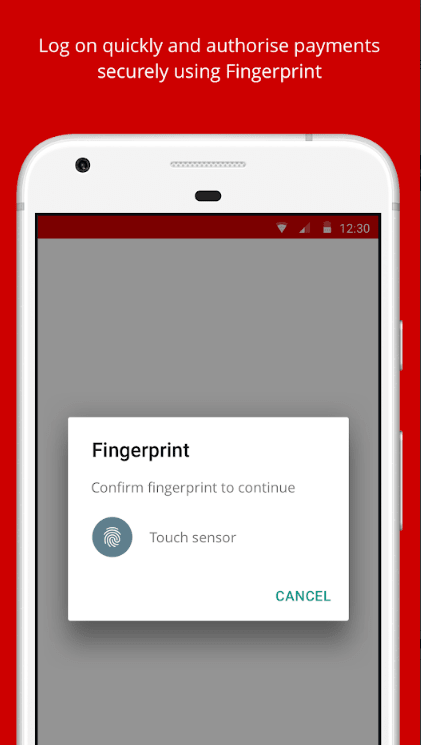 Log on quickly and authorise payments
securely using Fingerprint
12:30
Fingerprint
Confirm fingerprint to continue
Touch sensor
CANCEL